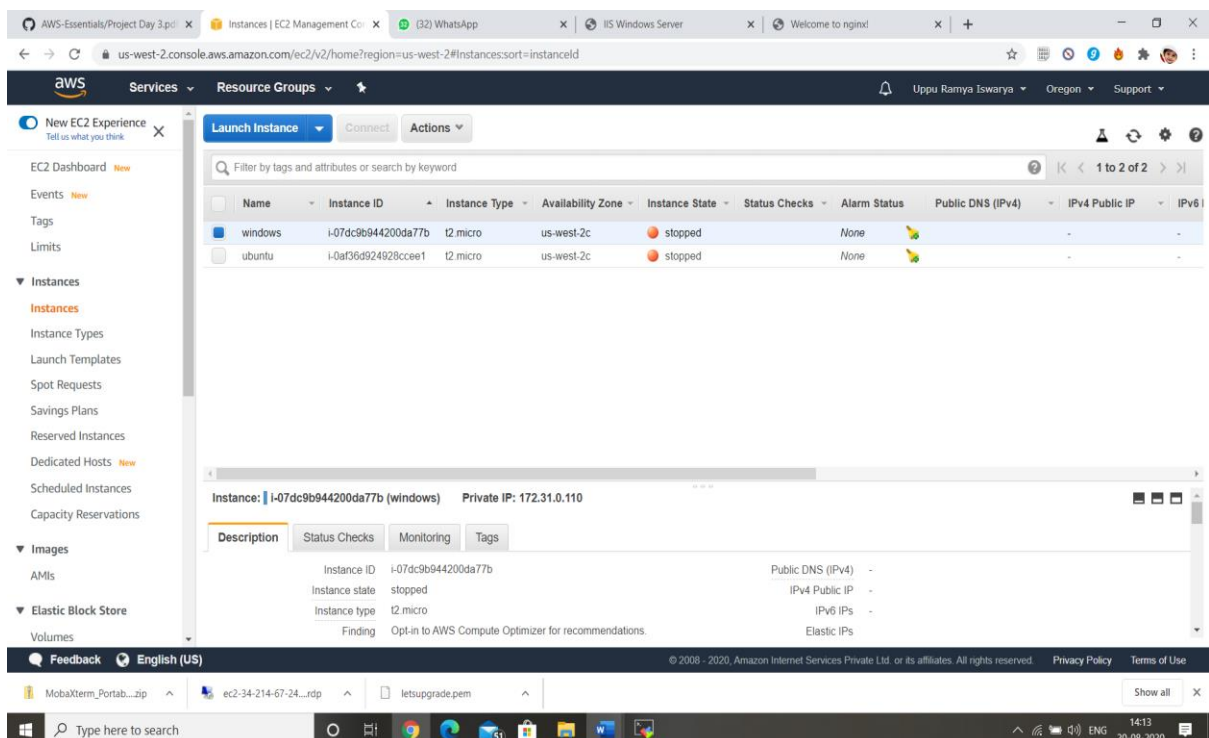 AWS-Essentials/Project Day 3.pd
Instances | EC2 Management Co
(32) WhatsApp
IIS Windows Server
Welcome to nginx!
us-west-2.console.aws.amazon.com/ec2/v2/home?region=us-west-2#Instances:sort=instanceId
aws Services Resource Groups Uppu Ramya Iswarya Oregon Support
New EC2 Experience
Tell us what you think
Launch Instance Connect Actions
EC2 Dashboard New
Events New
Tags
Limits
Instances
Instances
Instance Types
Launch Templates
Spot Requests
Savings Plans
Reserved Instances
Dedicated Hosts New
Scheduled Instances
Capacity Reservations
Images
AMIs
Elastic Block Store
Volumes
Filter by tags and attributes or search by keyword 1 to 2 of 2
Name Instance ID Instance Type Availability Zone Instance State Status Checks Alarm Status Public DNS (IPv4) IPv4 Public IP IPv6
windows i-07dc9b944200da77b t2.micro us-west-2c stopped None - -
ubuntu i-0af36d924928ccee1 t2.micro us-west-2c stopped None - -
Instance: i-07dc9b944200da77b (windows) Private IP: 172.31.0.110
Description Status Checks Monitoring Tags
Instance ID i-07dc9b944200da77b Public DNS (IPv4) -
Instance state stopped IPv4 Public IP -
Instance type t2.micro IPv6 IPs -
Finding Opt-in to AWS Compute Optimizer for recommendations. Elastic IPs
Feedback English (US) © 2008 - 2020, Amazon Internet Services Private Ltd. or its affiliates. All rights reserved. Privacy Policy Terms of Use
MobaXterm_Portab....zip ec2-34-214-67-24....rdp letsupgrade.pem Show all
Type here to search 51 ENG 14:13
20-08-2020